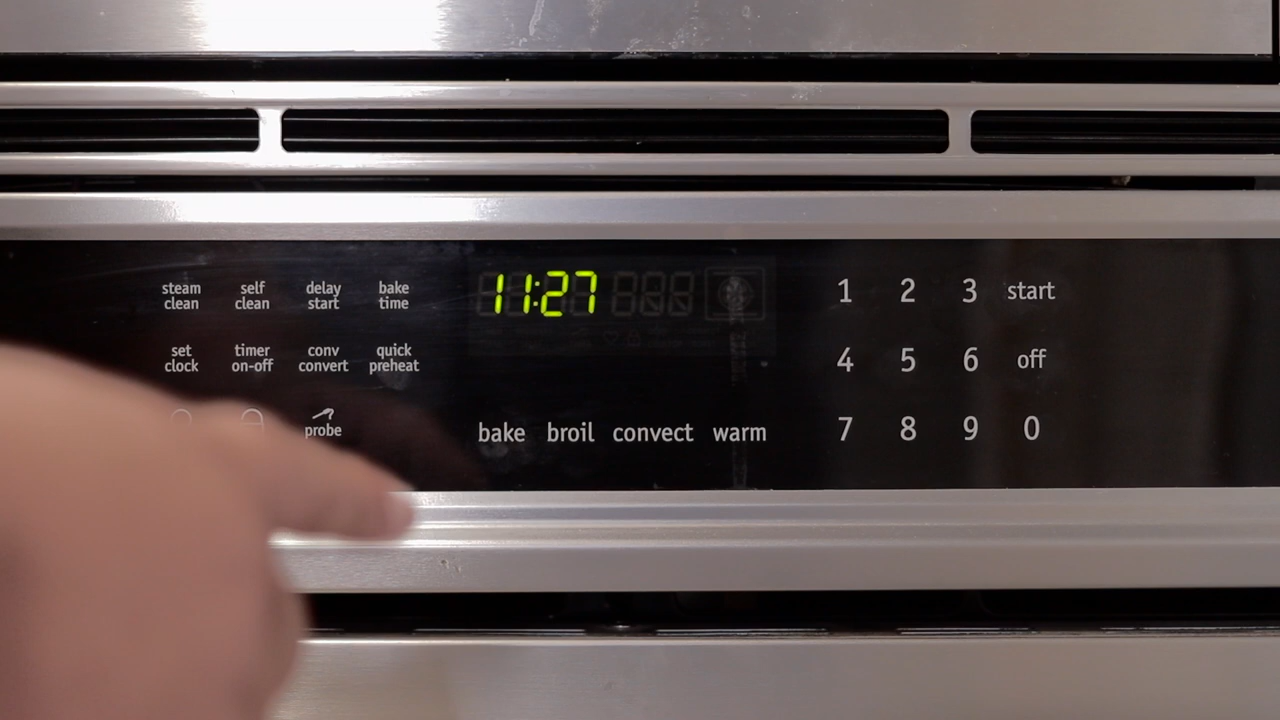 steam clean
self clean
delay start
bake time
11:27
1 2 3 start
set clock
timer on-off
conv convert
quick preheat
4 5 6 off
probe
bake broil convect warm
7 8 9 0